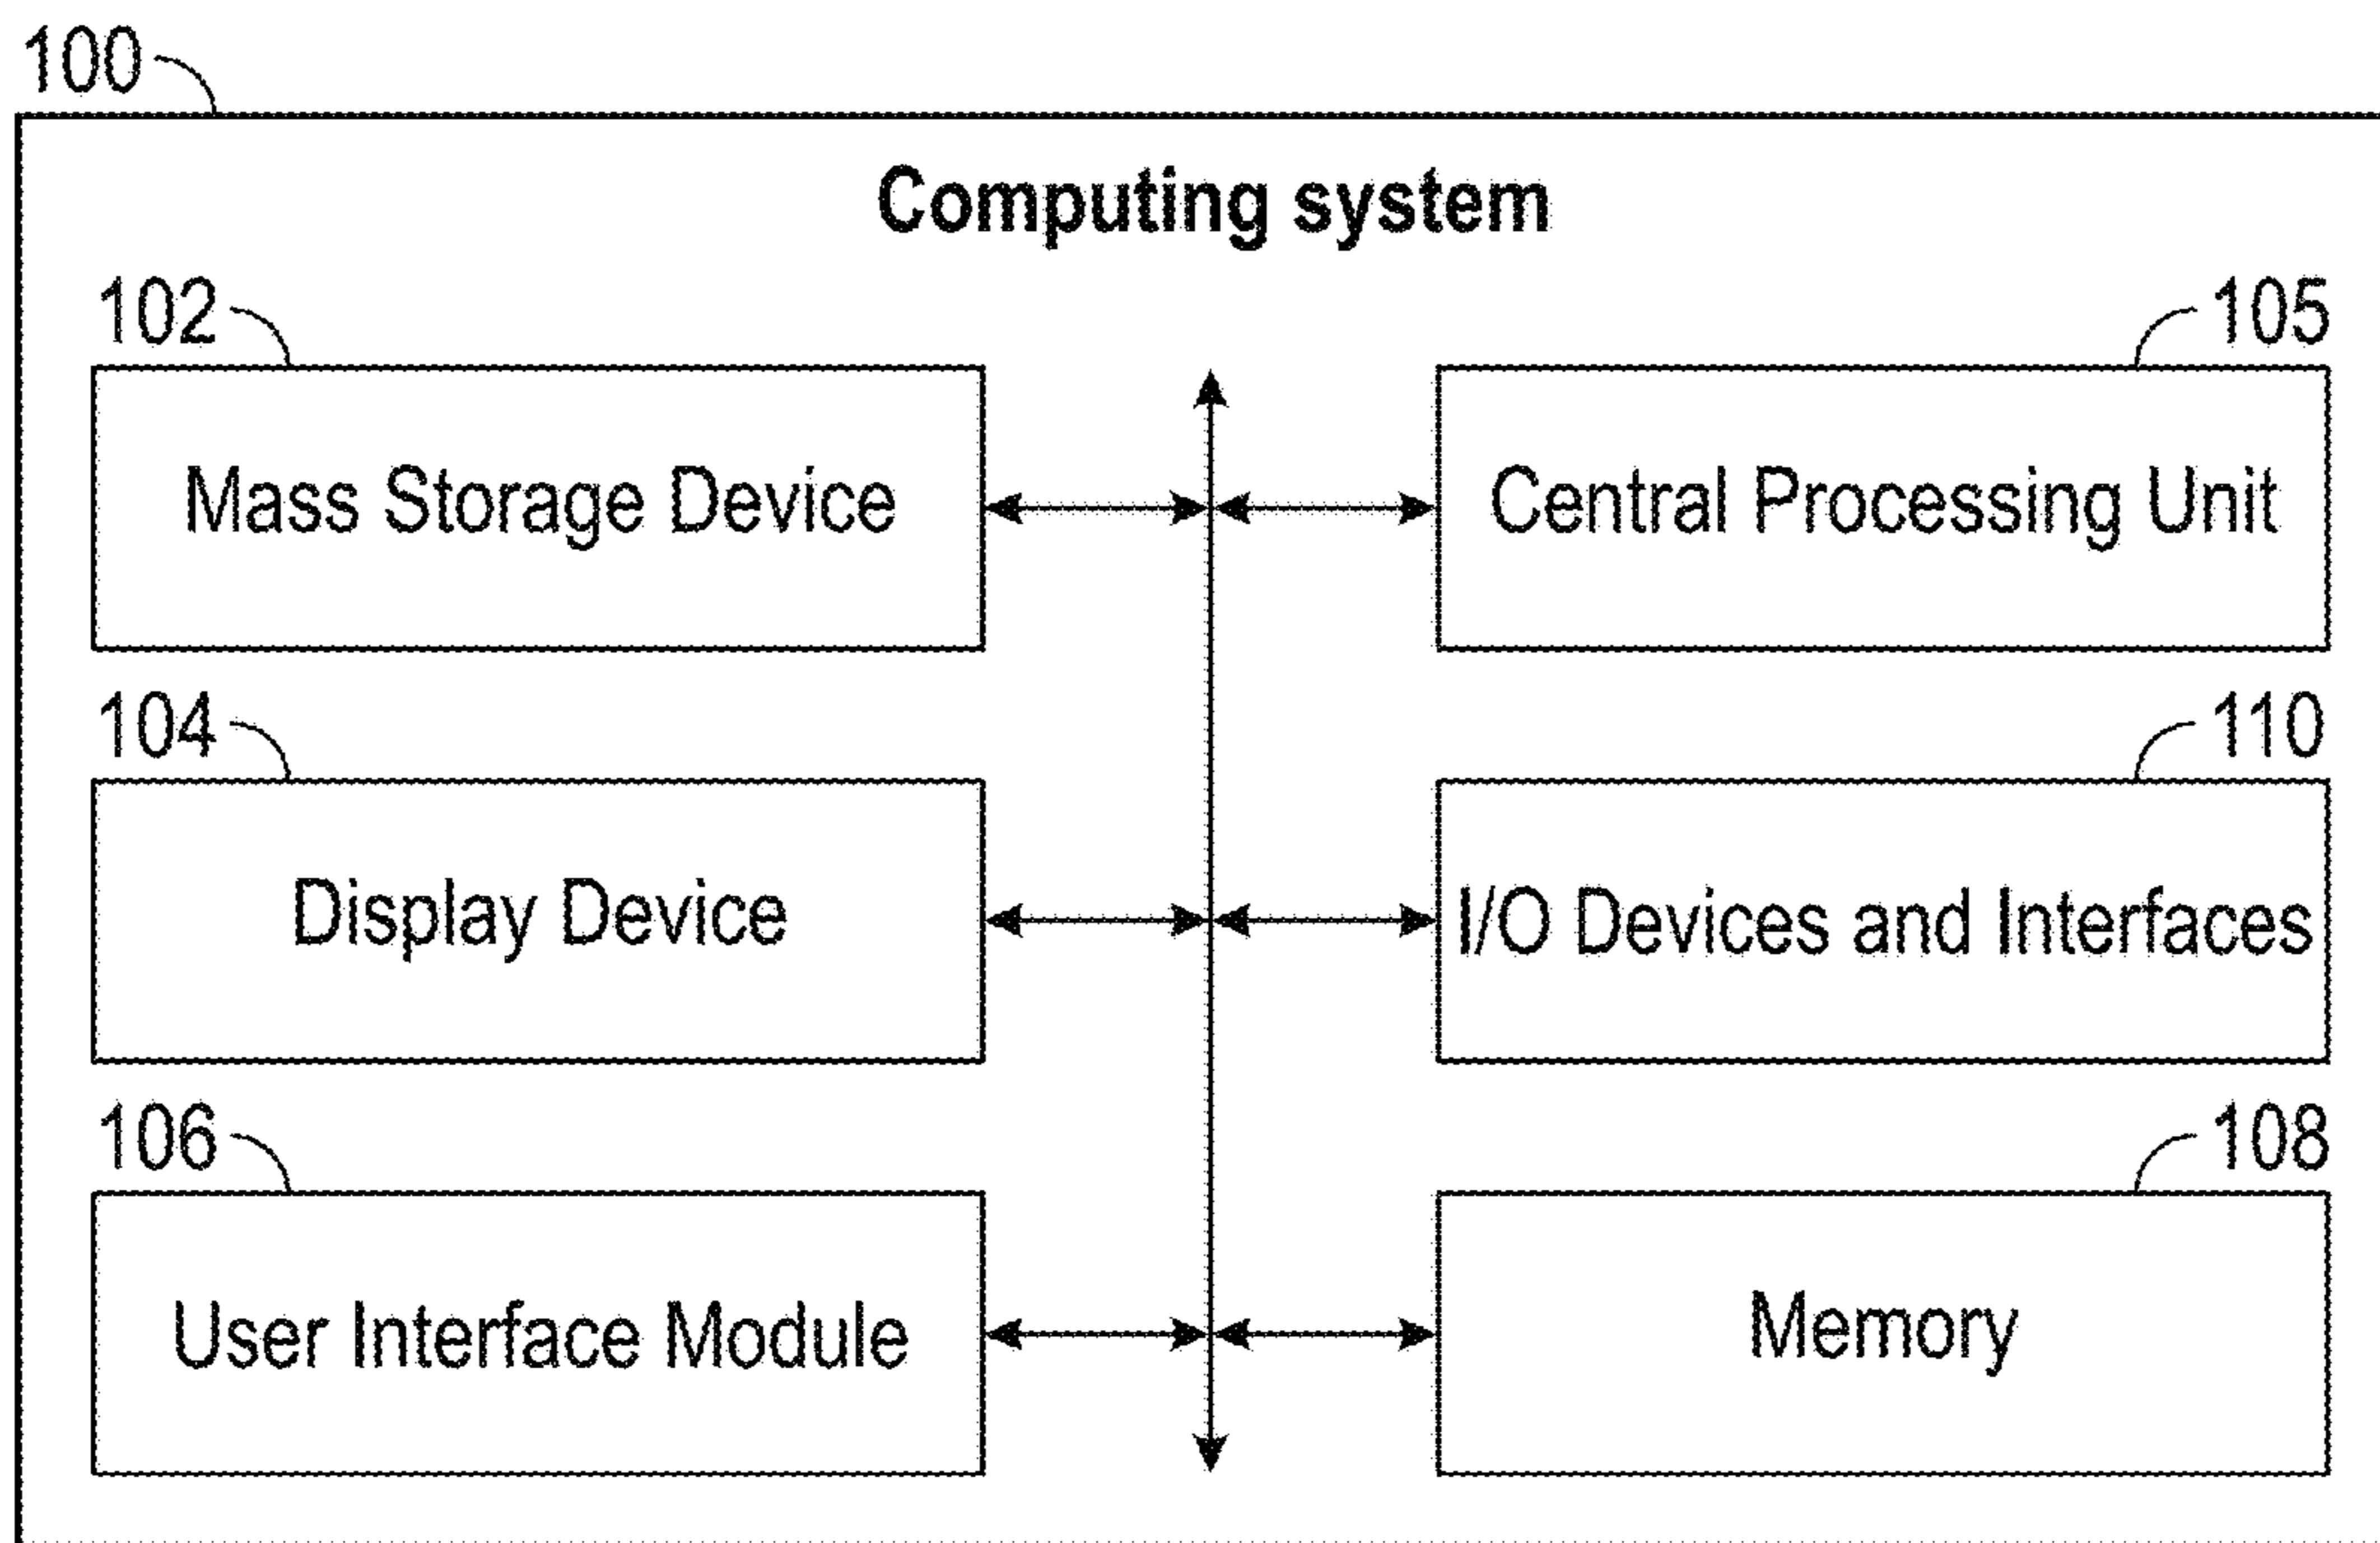 100
Computing system
102
105
Mass Storage Device
Central Processing Unit
104
110
Display Device
I/O Devices and Interfaces
106
108
User Interface Module
Memory